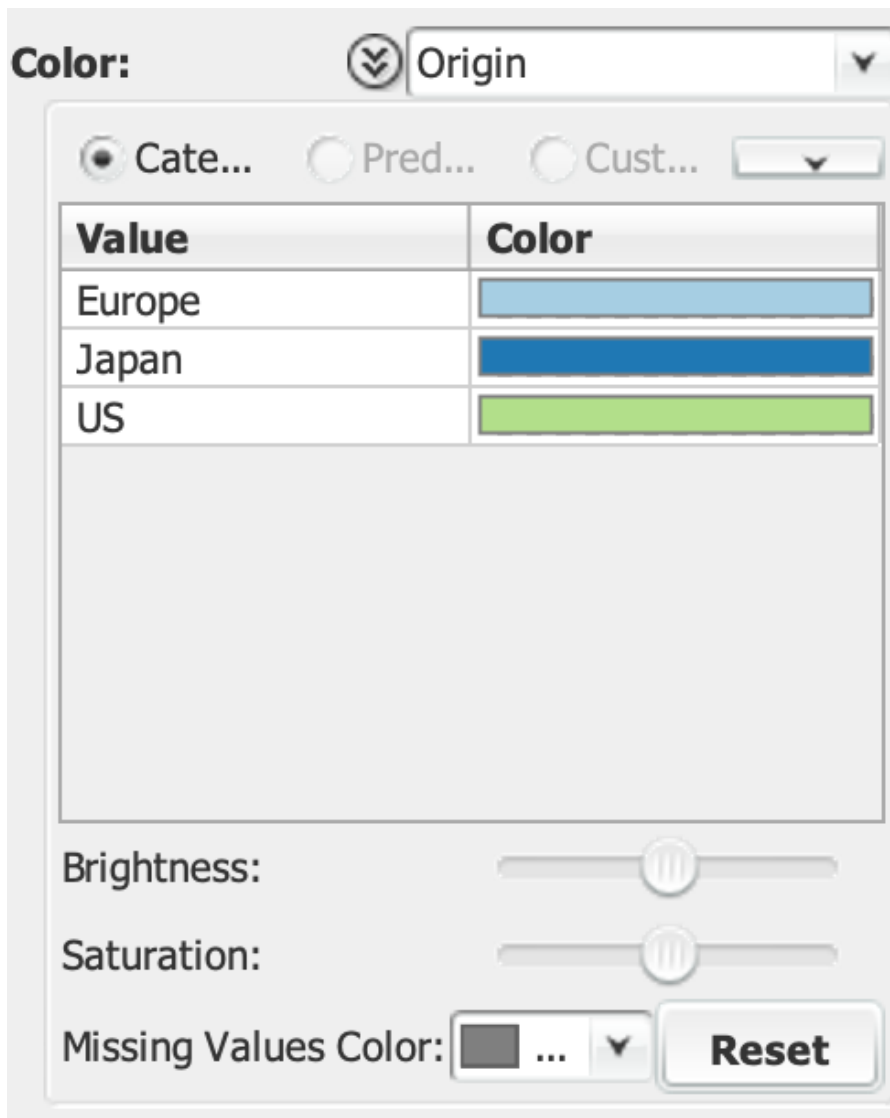 Color: Origin
Cate... Pred... Cust...
Value Color
Europe
Japan
US
Brightness:
Saturation:
Missing Values Color: ... Reset